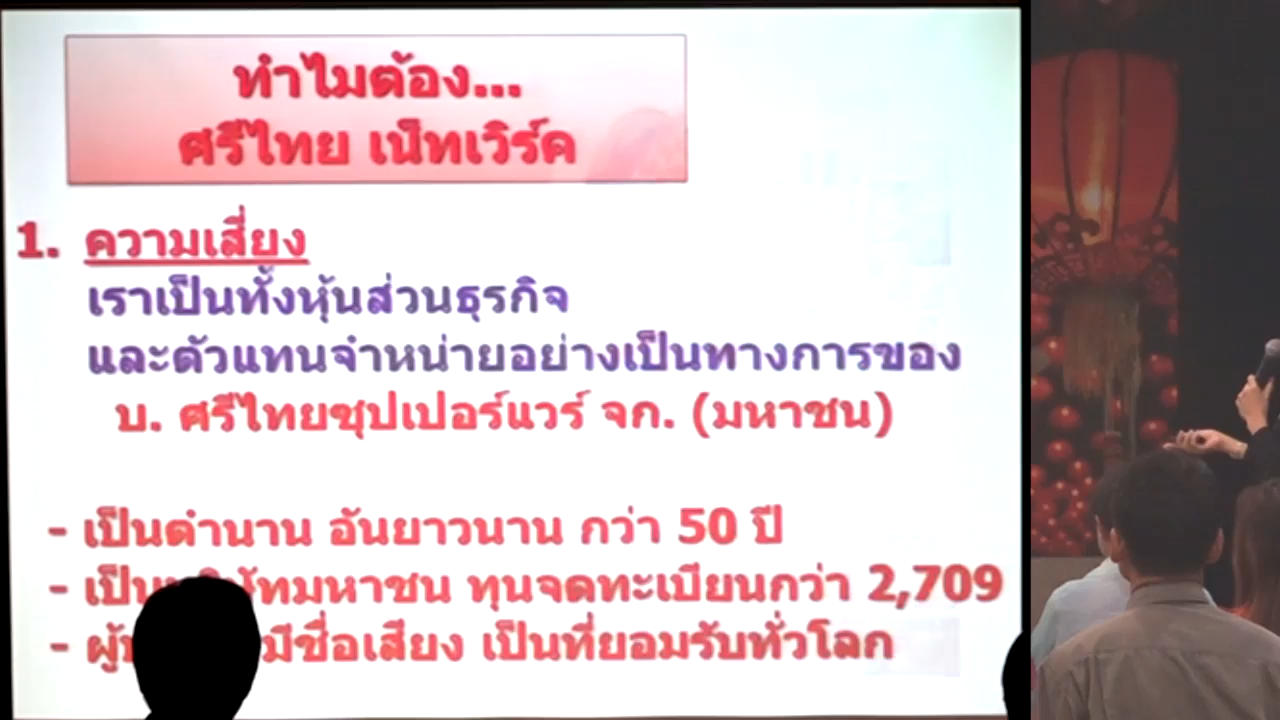 ทำไมต้อง...
ศรีไทย เน็ทเวิร์ค
1. ความเสี่ยง
เราเป็นทั้งหุ้นส่วนธุรกิจ
และตัวแทนจำหน่ายอย่างเป็นทางการของ
บ. ศรีไทยซุปเปอร์แวร์ จก. (มหาชน)
- เป็นตำนาน อันยาวนาน กว่า 50 ปี
- เป็นบริษัทมหาชน ทุนจดทะเบียนกว่า 2,709
- มีชื่อเสียง เป็นที่ยอมรับทั่วโลก